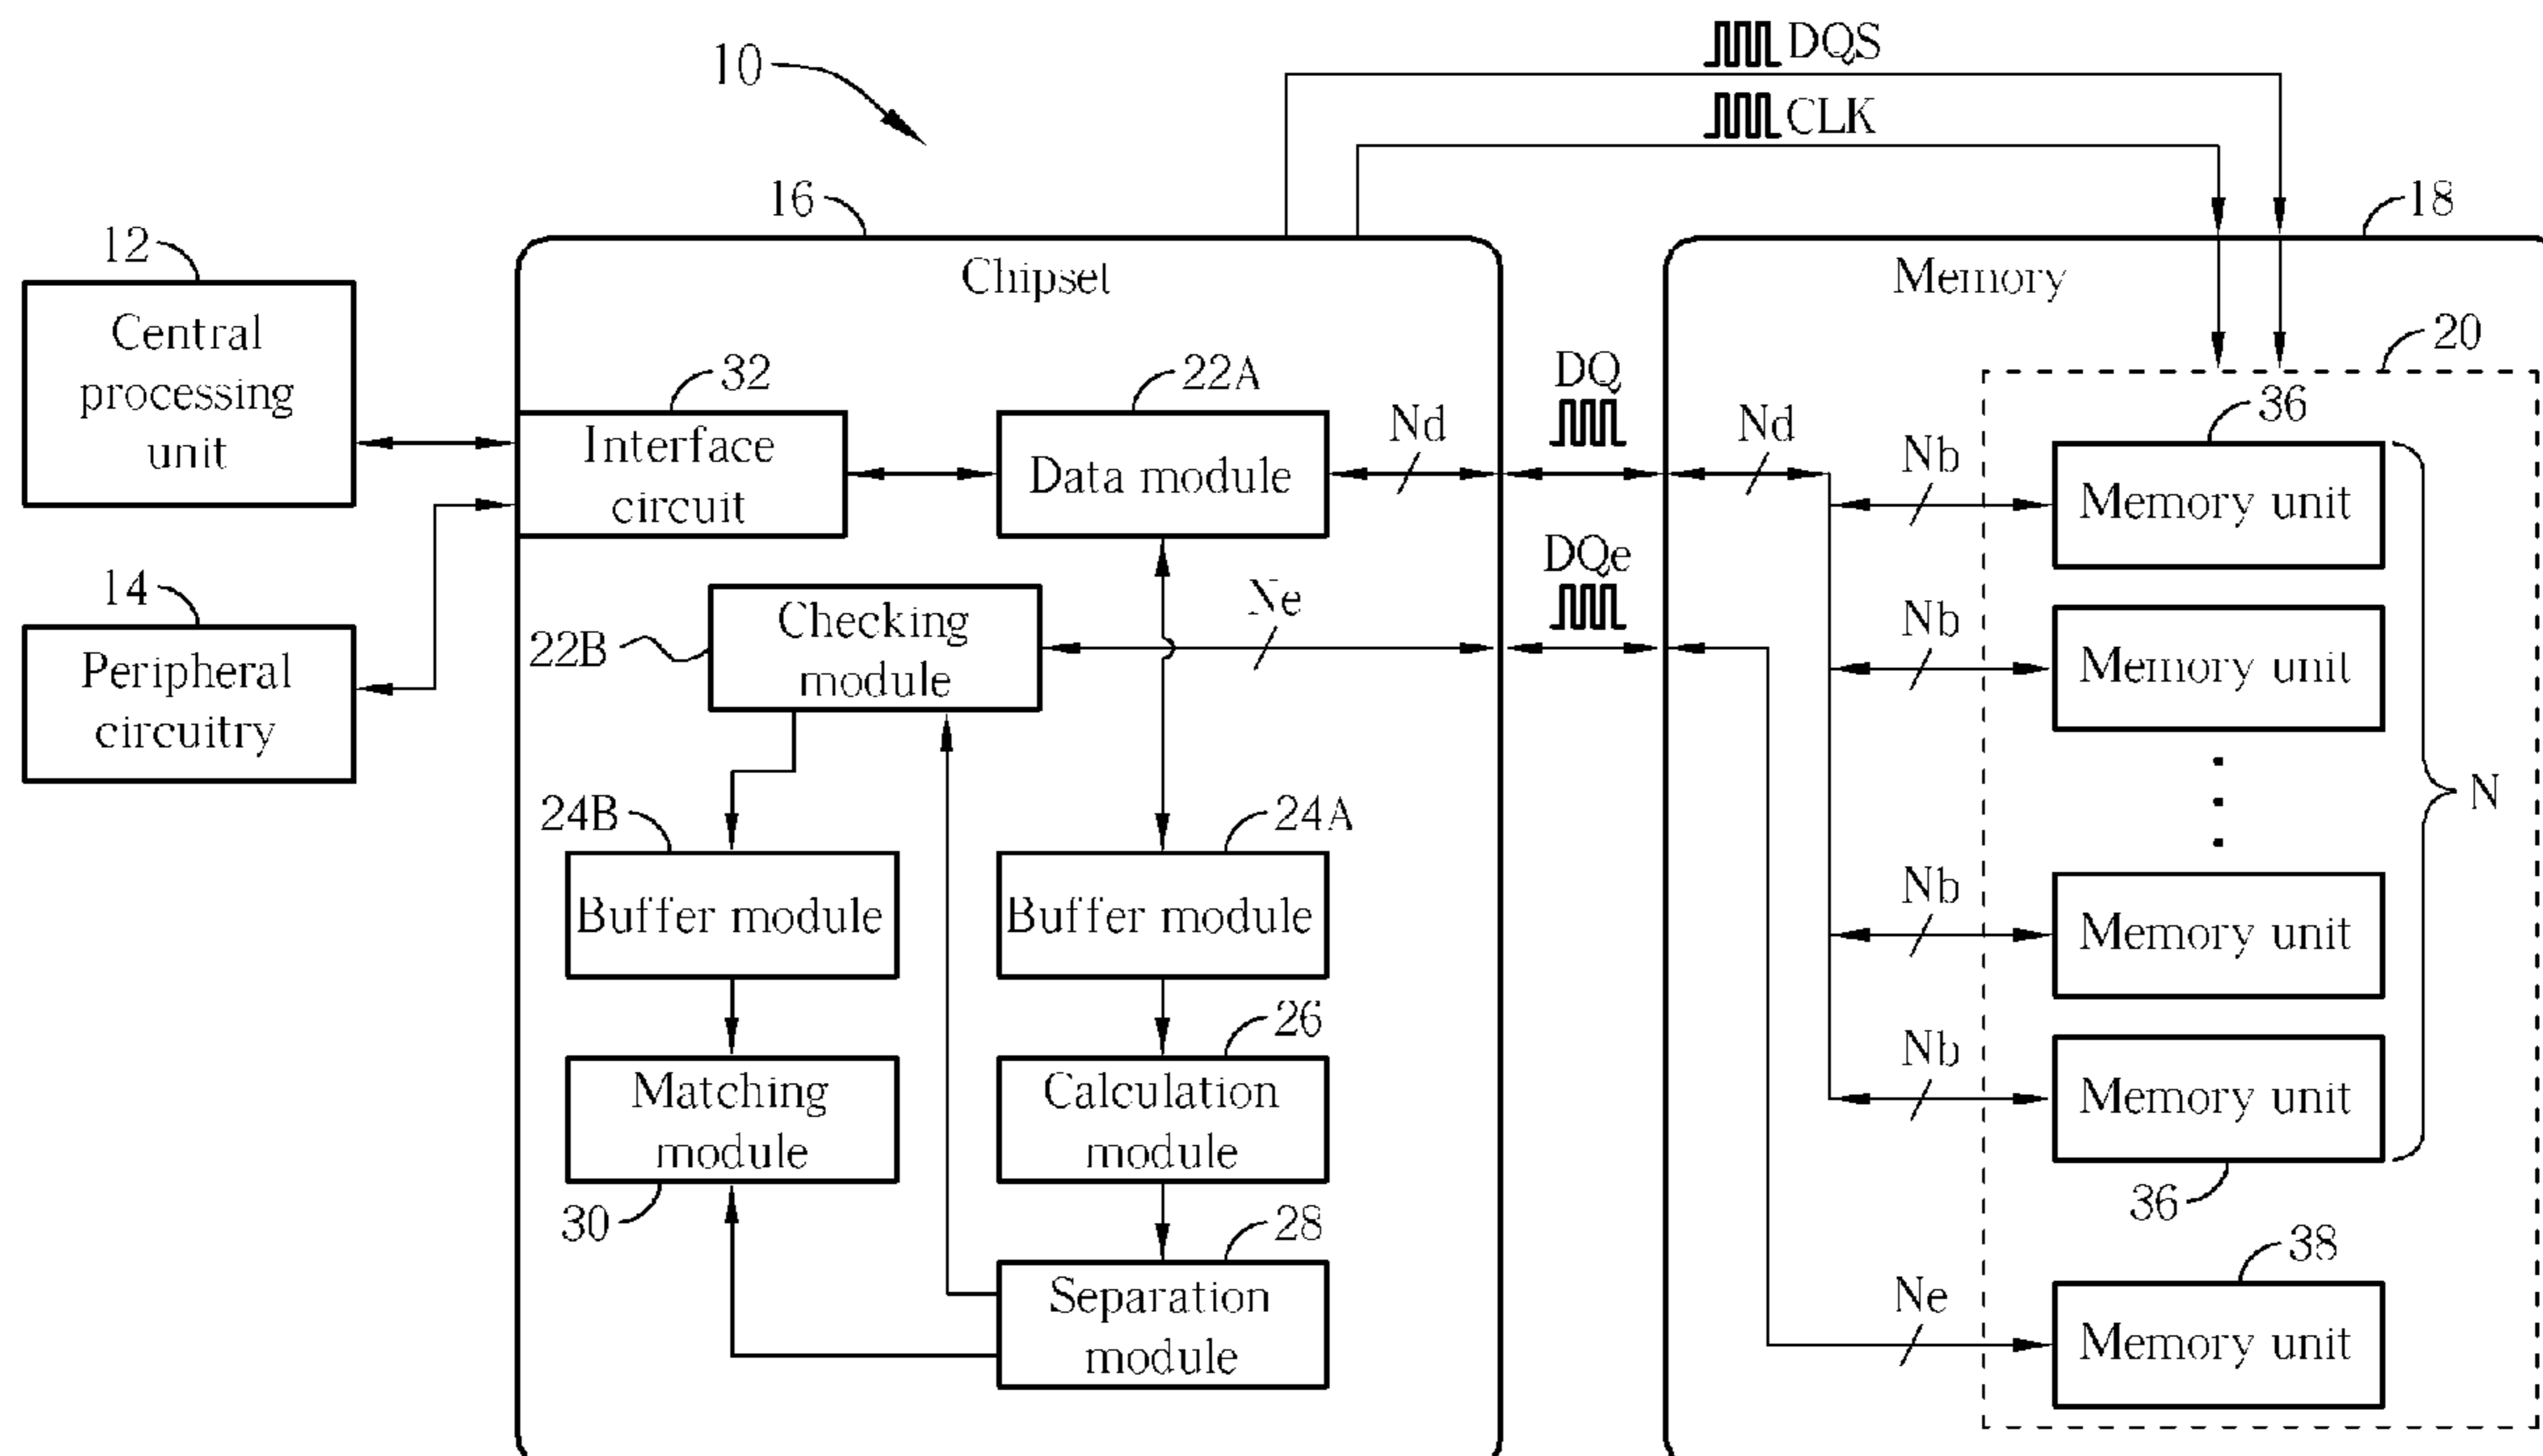 10
DQS
CLK
16
18
12
Chipset
Memory
Central
processing
unit
20
32
22A
DQ
36
Interface
circuit
Data module
Nd
Nd
Nb
Memory unit
14
DQe
Checking
module
Ne
22B
Nb
Memory unit
Peripheral
circuitry
N
24B
24A
Buffer module
Buffer module
Nb
Memory unit
26
Matching
module
Calculation
module
Nb
Memory unit
30
36
28
38
Separation
module
Ne
Memory unit